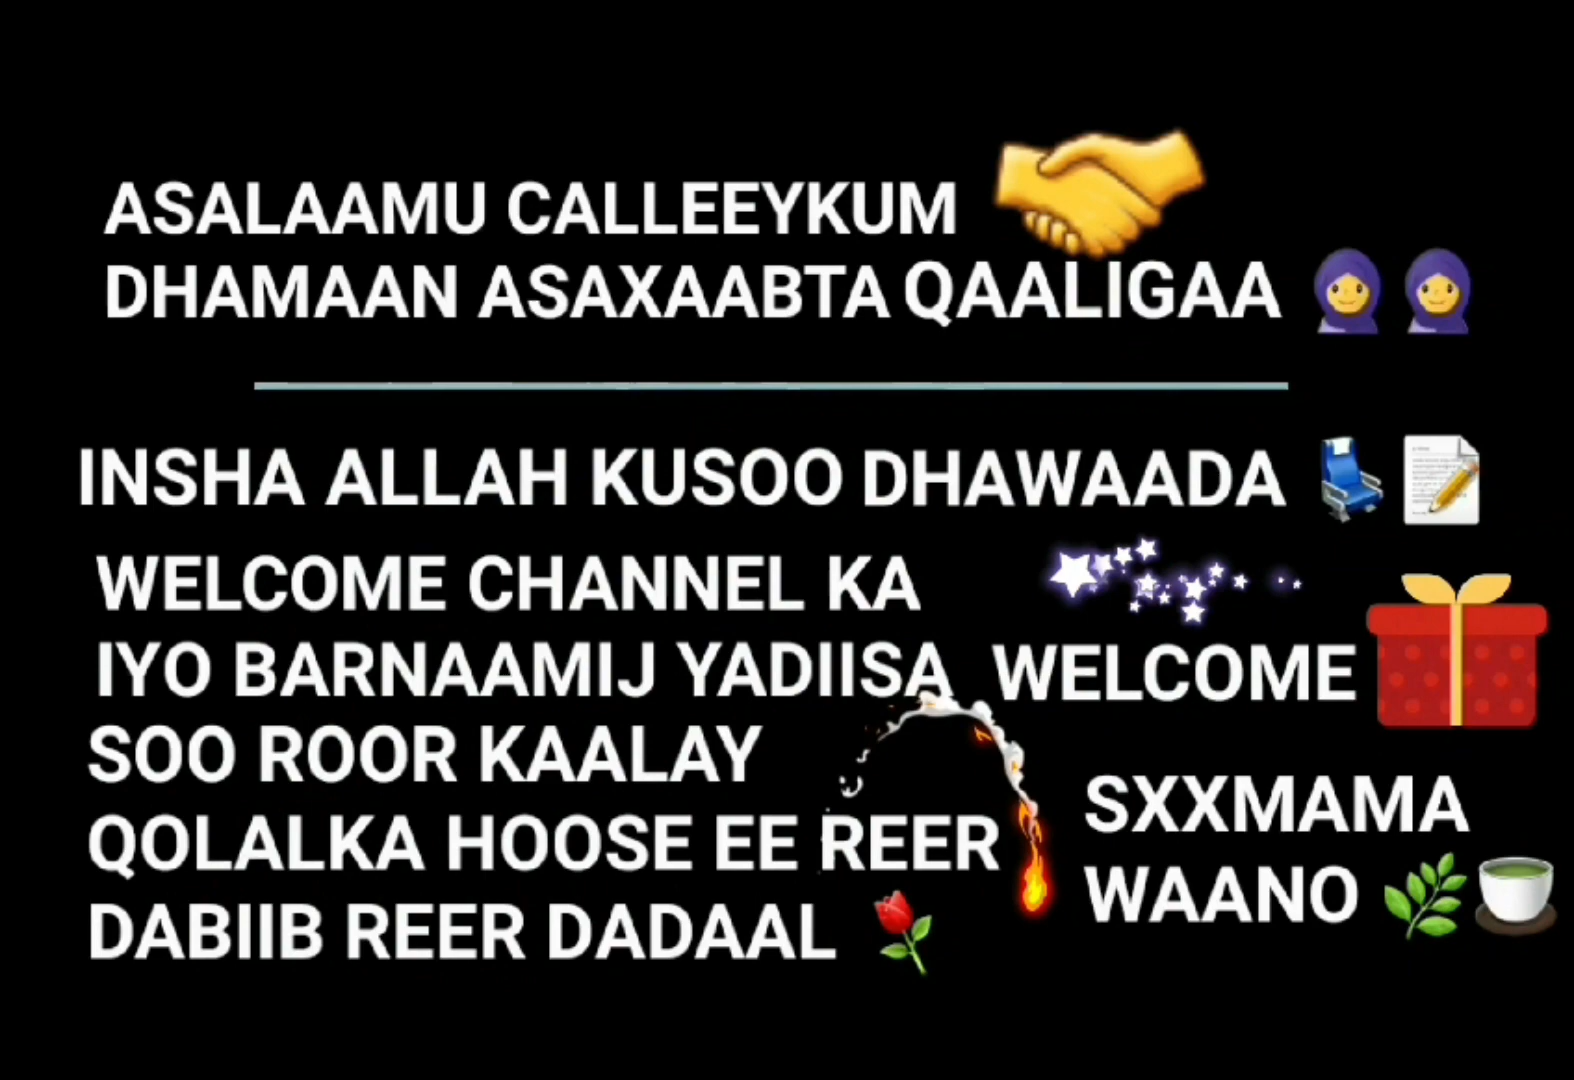 ASALAAMU CALLEEYKUM
DHAMAAN ASAXAABTA QAALIGAA
INSHA ALLAH KUSOO DHAWAADA
WELCOME CHANNEL KA
IYO BARNAAMIJ YADIISA WELCOME
SOO ROOR KAALAY
QOLALKA HOOSE EE REER
DABIIB REER DADAAL
SXXMAMA
WAANO